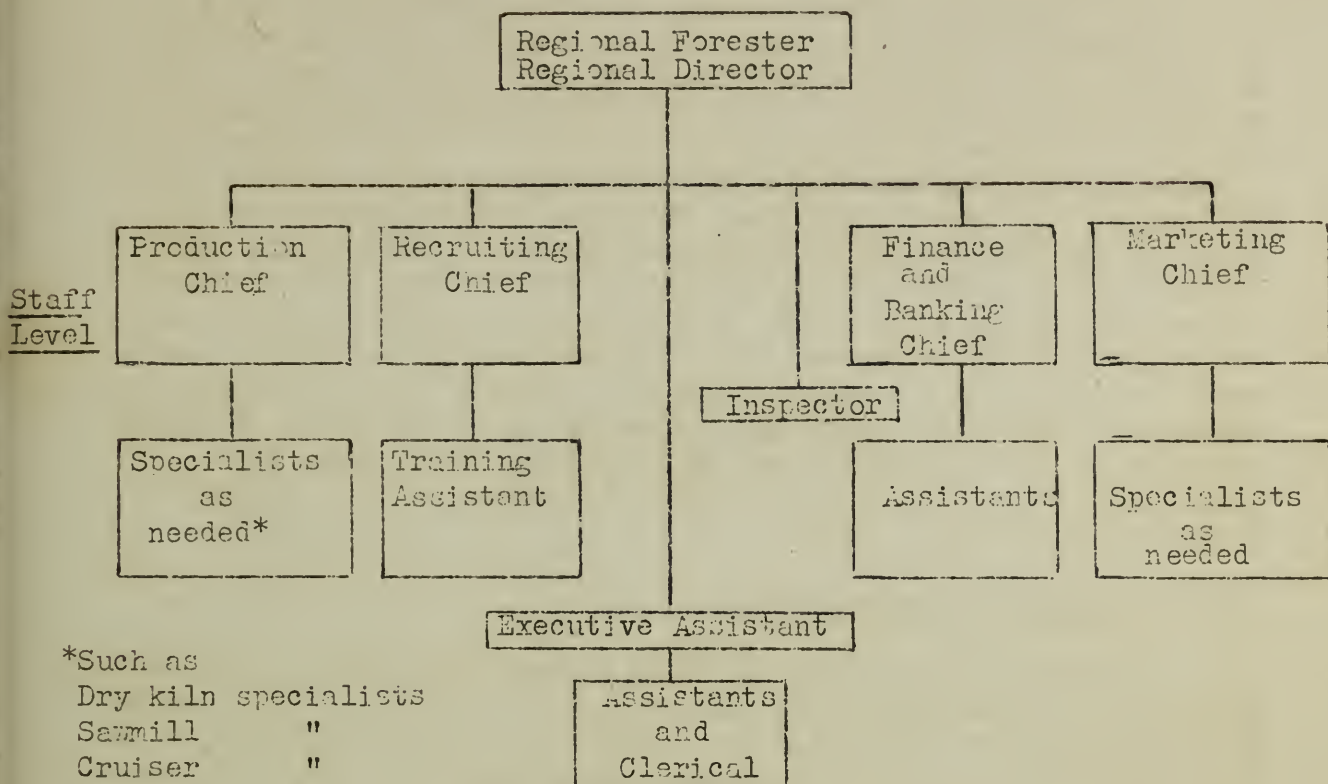 Regional Forester
Regional Director
Staff
Level
Production
Chief
Recruiting
Chief
Finance
and
Banking
Chief
Marketing
Chief
Inspector
Specialists
as
needed*
Training
Assistant
Assistants
Specialists
as
needed
Executive Assistant
Assistants
and
Clerical
*Such as
Dry kiln specialists
Sawmill "
Cruiser "